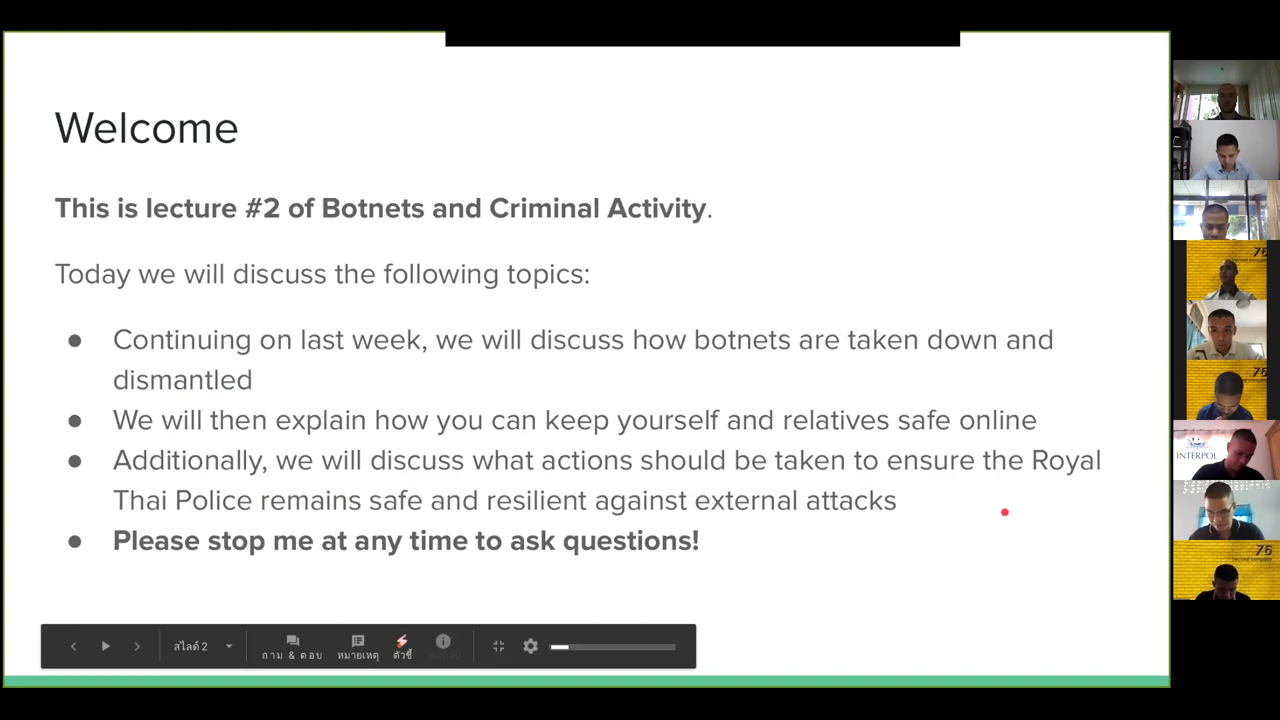 Welcome
This is lecture #2 of Botnets and Criminal Activity.
Today we will discuss the following topics:
● Continuing on last week, we will discuss how botnets are taken down and
dismantled
● We will then explain how you can keep yourself and relatives safe online
● Additionally, we will discuss what actions should be taken to ensure the Royal
Thai Police remains safe and resilient against external attacks
● Please stop me at any time to ask questions!
สไลด์ 2
ถาม & ตอบ
หมายเหตุ
ตัวชี้
INTERPOL
76